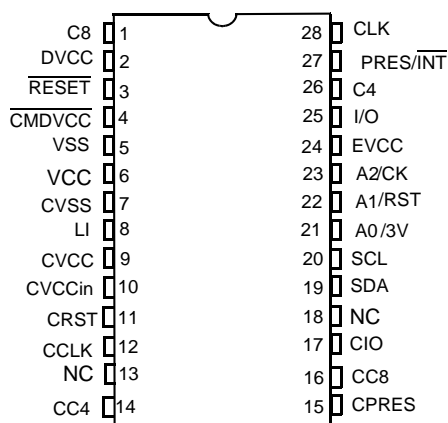 C8 1 28 CLK
DVCC 2 27 PRES/INT
RESET 3 26 C4
CMDVCC 4 25 I/O
VSS 5 24 EVCC
VCC 6 23 A2/CK
CVSS 7 22 A1/RST
LI 8 21 A0/3V
CVCC 9 20 SCL
CVCCin 10 19 SDA
CRST 11 18 NC
CCLK 12 17 CIO
NC 13 16 CC8
CC4 14 15 CPRES